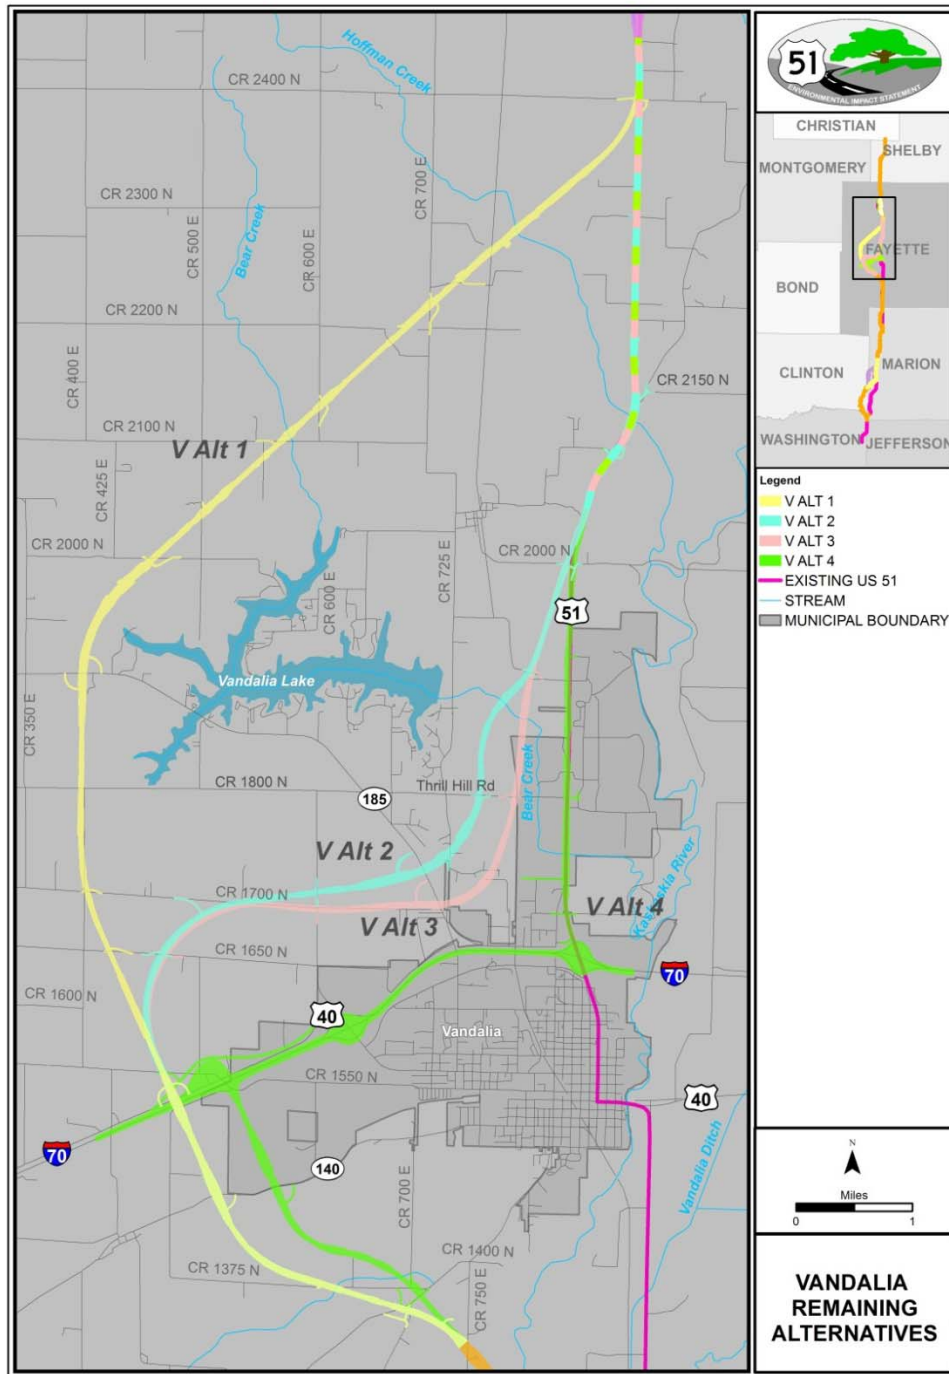 Hoffman Creek
CR 2400 N
CR 700 E
CR 2300 N
CR 500 E
Bear Creek
CR 600 E
CR 2200 N
CR 400 E
CR 2150 N
CR 2100 N
V Alt 1
CR 425 E
CR 2000 N
CR 725 E
CR 2000 N
CR 600 E
51
Vandalia Lake
CR 350 E
CR 1800 N
Thrill Hill Rd
185
Bear Creek
V Alt 2
Kaskaskia River
CR 1700 N
V Alt 3
V Alt 4
CR 1650 N
70
CR 1600 N
40
Vandalia
CR 1550 N
40
70
140
CR 700 E
Vandalia Ditch
CR 1400 N
CR 1375 N
CR 750 E
51
ENVIRONMENTAL IMPACT STATEMENT
CHRISTIAN
SHELBY
MONTGOMERY
FAYETTE
BOND
CLINTON
MARION
WASHINGTON
JEFFERSON
Legend
V ALT 1
V ALT 2
V ALT 3
V ALT 4
EXISTING US 51
STREAM
MUNICIPAL BOUNDARY
N
Miles
0 1
VANDALIA
REMAINING
ALTERNATIVES